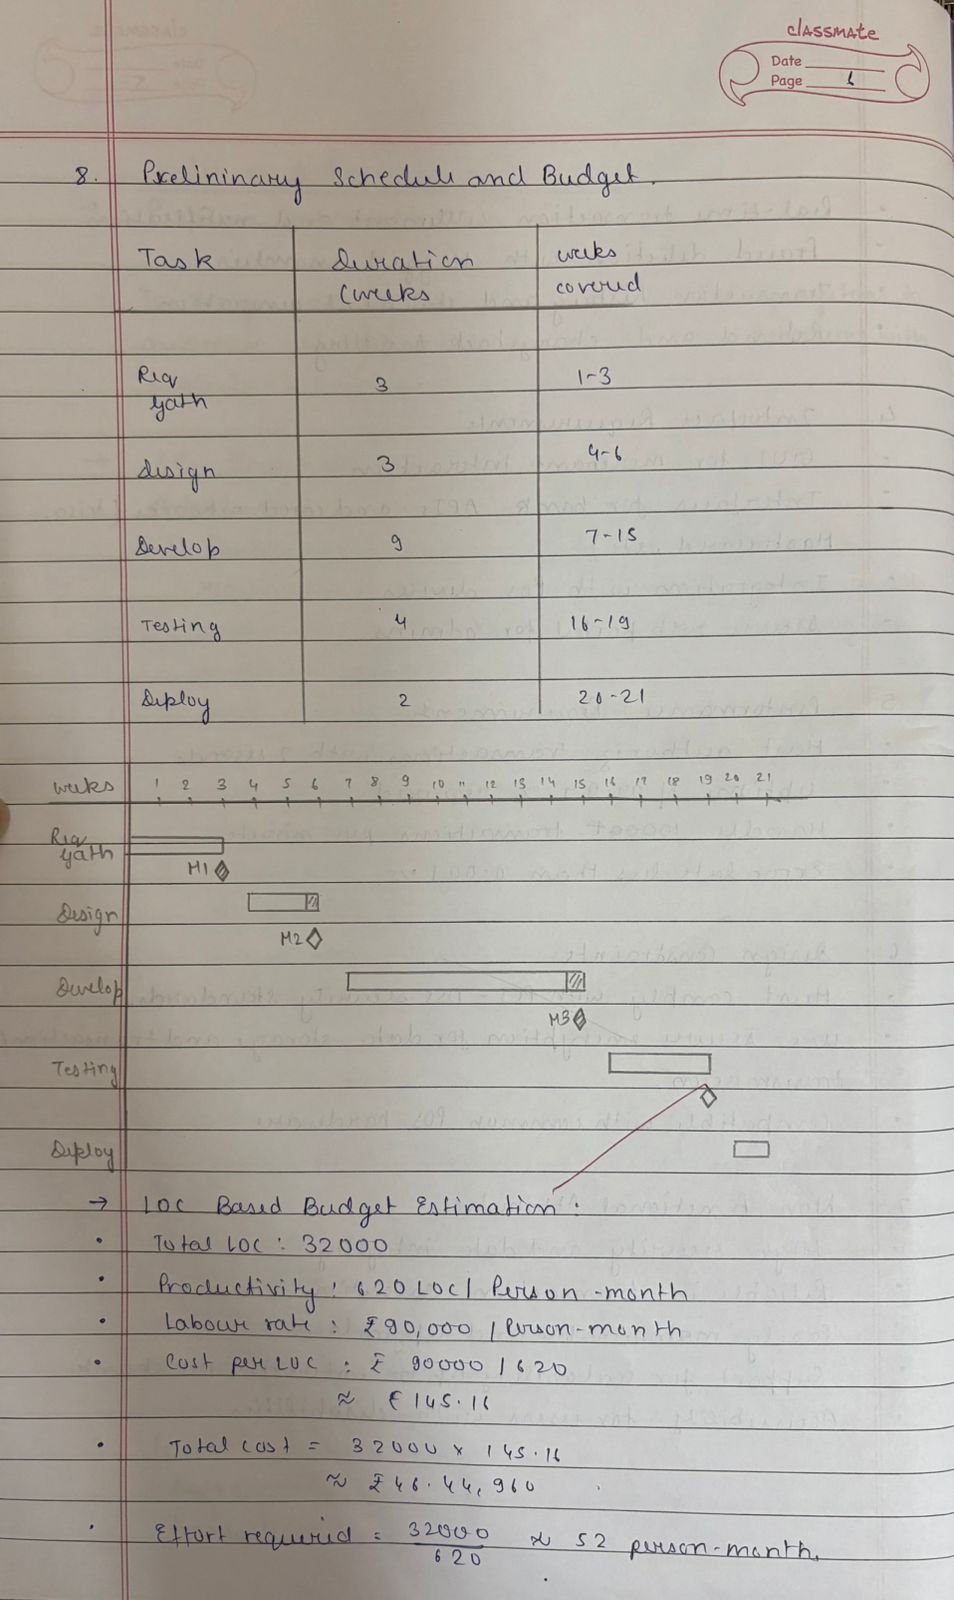 classmate
Date
Page 6
8. Prelininary Schedule and Budget.
Task Duration weeks
(weeks covered
Req 3 1-3
gath
Design 3 4-6
Develop 9 7-15
Testing 4 16-19
Deploy 2 20-21
weeks 1 2 3 4 5 6 7 8 9 10 11 12 13 14 15 16 17 18 19 20 21
Req
gath
M1
Design
M2
Develop
M3
Testing
Deploy
→ LOC Based Budget Estimation:
• Total LOC : 32000
• Productivity : 620 LOC/ Person-month
• Labour rate : ₹90,000 / Person-month
• Cost per LOC : ₹ 90000 / 620
≈ ₹145.16
• Total cost = 32000 x 145.16
≈ ₹46.44,960
• Effort required = 32000/620 ≈ 52 person-month.